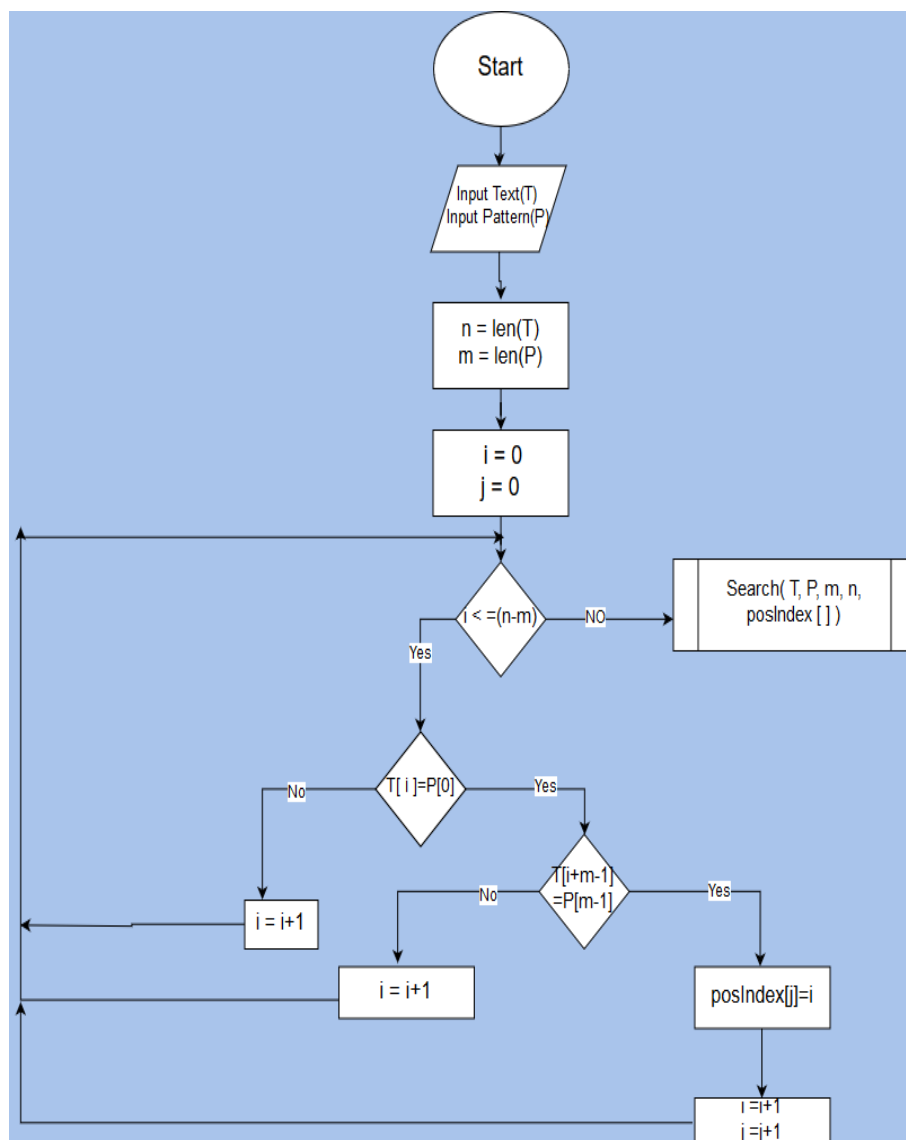 Start
Input Text(T)
Input Pattern(P)
n = len(T)
m = len(P)
i = 0
j = 0
i < =(n-m)
NO
Search( T, P, m, n,
posIndex [ ] )
Yes
T[ i ]=P[0]
No
Yes
T[i+m-1]
=P[m-1]
No
Yes
i = i+1
i = i+1
posIndex[j]=i
i =i+1
j =i+1